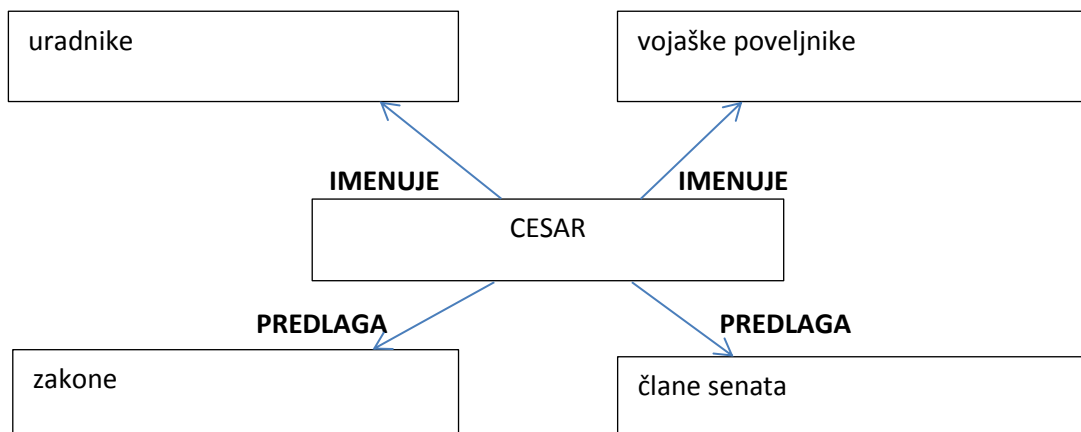 uradnike
vojaške poveljnike
IMENUJE
IMENUJE
CESAR
PREDLAGA
PREDLAGA
zakone
člane senata